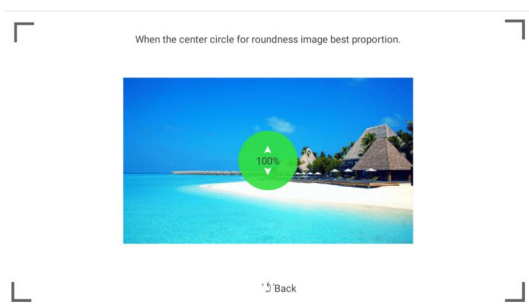 When the center circle for roundness image best proportion.
100%
Back